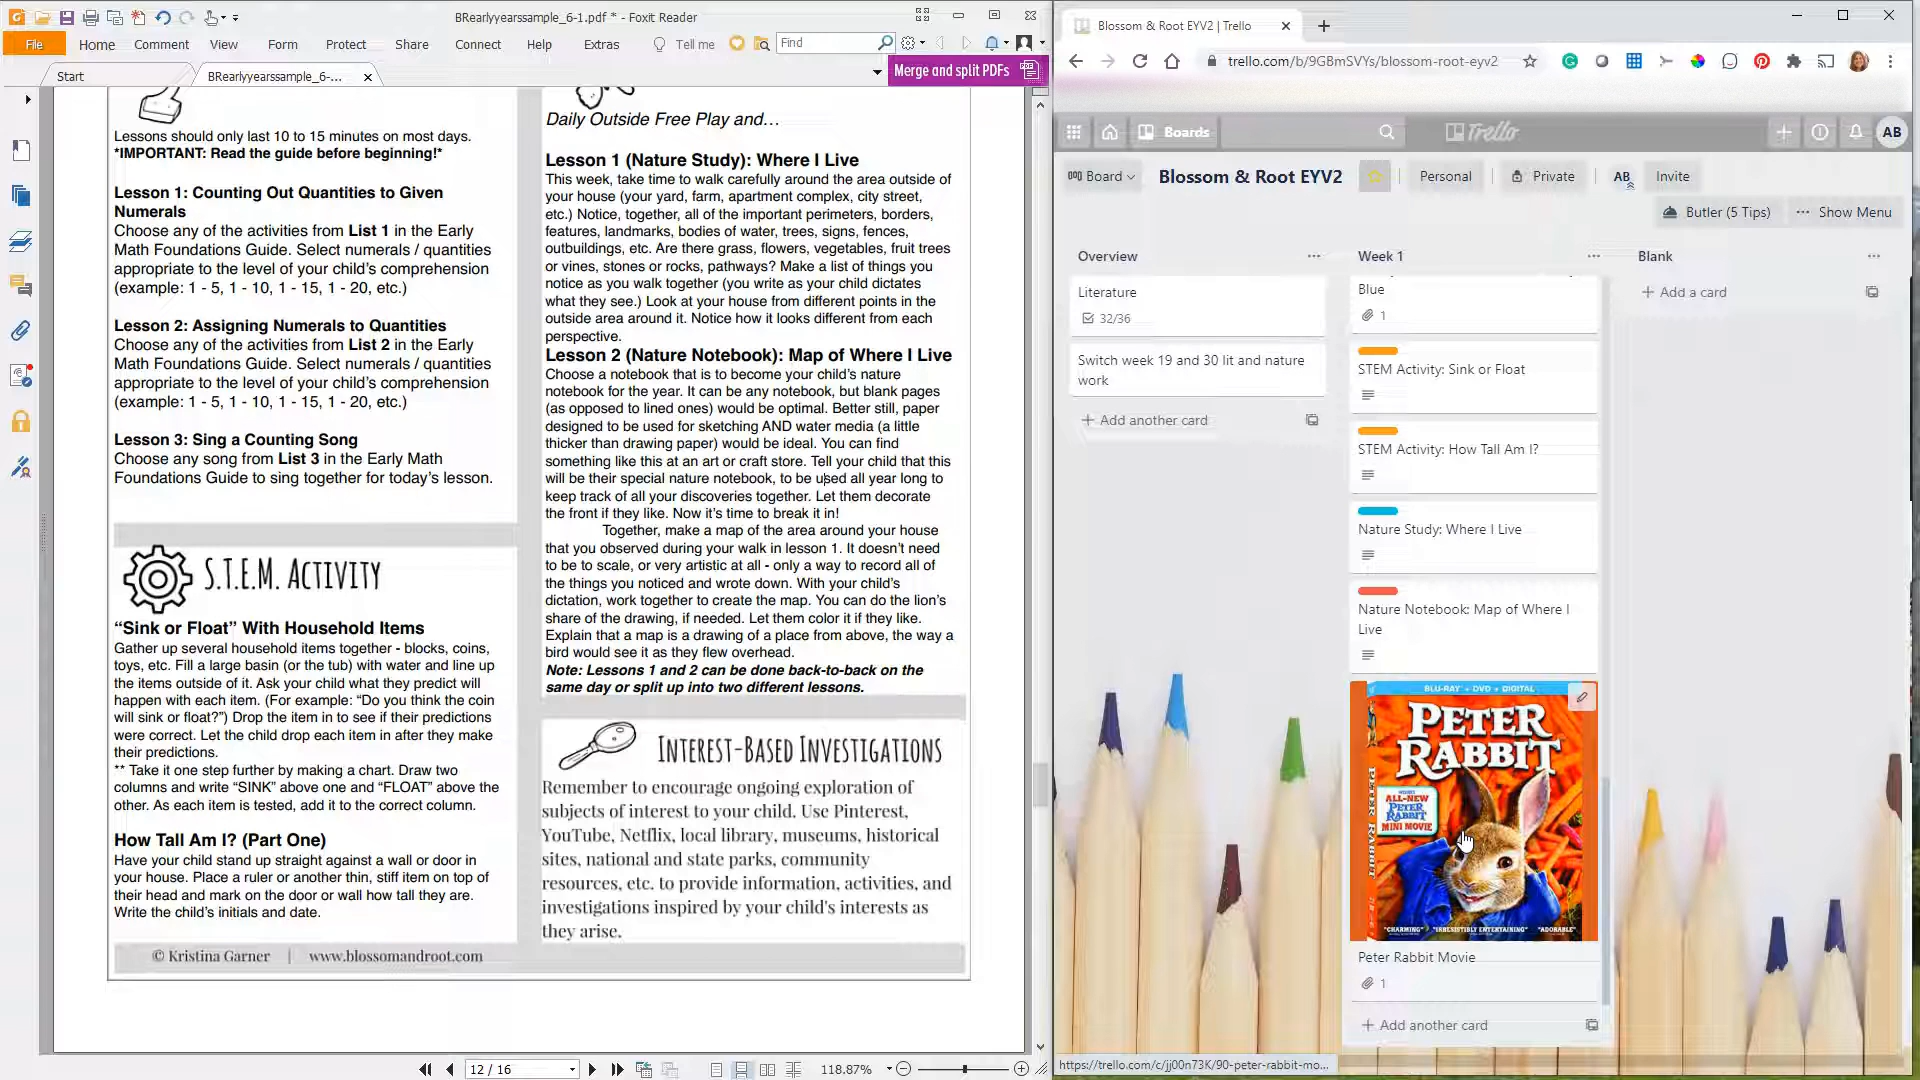 BRearlyyearssample_6-1.pdf * - Foxit Reader
File
Home
Comment
View
Form
Protect
Share
Connect
Help
Extras
Tell me
Find
Start
BRearlyyearssample_6-...
Merge and split PDFs
Lessons should only last 10 to 15 minutes on most days.
*IMPORTANT: Read the guide before beginning!*
Lesson 1: Counting Out Quantities to Given
Numerals
Choose any of the activities from List 1 in the Early
Math Foundations Guide. Select numerals / quantities
appropriate to the level of your child's comprehension
(example: 1 - 5, 1 - 10, 1 - 15, 1 - 20, etc.)
Lesson 2: Assigning Numerals to Quantities
Choose any of the activities from List 2 in the Early
Math Foundations Guide. Select numerals / quantities
appropriate to the level of your child's comprehension
(example: 1 - 5, 1 - 10, 1 - 15, 1 - 20, etc.)
Lesson 3: Sing a Counting Song
Choose any song from List 3 in the Early Math
Foundations Guide to sing together for today's lesson.
S.T.E.M. Activity
"Sink or Float" With Household Items
Gather up several household items together - blocks, coins,
toys, etc. Fill a large basin (or the tub) with water and line up
the items outside of it. Ask your child what they predict will
happen with each item. (For example: "Do you think the coin
will sink or float?") Drop the item in to see if their predictions
were correct. Let the child drop each item in after they make
their predictions.
** Take it one step further by making a chart. Draw two
columns and write "SINK" above one and "FLOAT" above the
other. As each item is tested, add it to the correct column.
How Tall Am I? (Part One)
Have your child stand up straight against a wall or door in
your house. Place a ruler or another thin, stiff item on top of
their head and mark on the door or wall how tall they are.
Write the child's initials and date.
© Kristina Garner | www.blossomandroot.com
Daily Outside Free Play and…
Lesson 1 (Nature Study): Where I Live
This week, take time to walk carefully around the area outside of
your house (your yard, farm, apartment complex, city street,
etc.) Notice, together, all of the important perimeters, borders,
features, landmarks, bodies of water, trees, signs, fences,
outbuildings, etc. Are there grass, flowers, vegetables, fruit trees
or vines, stones or rocks, pathways? Make a list of things you
notice as you walk together (you write as your child dictates
what they see.) Look at your house from different points in the
outside area around it. Notice how it looks different from each
perspective.
Lesson 2 (Nature Notebook): Map of Where I Live
Choose a notebook that is to become your child's nature
notebook for the year. It can be any notebook, but blank pages
(as opposed to lined ones) would be optimal. Better still, paper
designed to be used for sketching AND water media (a little
thicker than drawing paper) would be ideal. You can find
something like this at an art or craft store. Tell your child that this
will be their special nature notebook, to be used all year long to
keep track of all your discoveries together. Let them decorate
the front if they like. Now it's time to break it in!
Together, make a map of the area around your house
that you observed during your walk in lesson 1. It doesn't need
to be to scale, or very artistic at all - only a way to record all of
the things you noticed and wrote down. With your child's
dictation, work together to create the map. You can do the lion's
share of the drawing, if needed. Let them color it if they like.
Explain that a map is a drawing of a place from above, the way a
bird would see it as they flew overhead.
Note: Lessons 1 and 2 can be done back-to-back on the
same day or split up into two different lessons.
Interest-Based Investigations
Remember to encourage ongoing exploration of
subjects of interest to your child. Use Pinterest,
YouTube, Netflix, local library, museums, historical
sites, national and state parks, community
resources, etc. to provide information, activities, and
investigations inspired by your child's interests as
they arise.
12 / 16
118.87%
Blossom & Root EYV2 | Trello
trello.com/b/9GBmSVYs/blossom-root-eyv2
Boards
Trello
AB
Board
Blossom & Root EYV2
Personal
Private
AB
Invite
Butler (5 Tips)
Show Menu
Overview
Literature
32/36
Switch week 19 and 30 lit and nature
work
Add another card
Week 1
Blue
1
STEM Activity: Sink or Float
STEM Activity: How Tall Am I?
Nature Study: Where I Live
Nature Notebook: Map of Where I
Live
BLU-RAY + DVD + DIGITAL
PETER
RABBIT
PETER RABBIT
ALL-NEW
PETER
RABBIT
MINI MOVIE
"CHARMING" "IRRESISTIBLY ENTERTAINING" "ADORABLE"
Peter Rabbit Movie
1
Add another card
Blank
Add a card
https://trello.com/c/jj00n73K/90-peter-rabbit-mo...